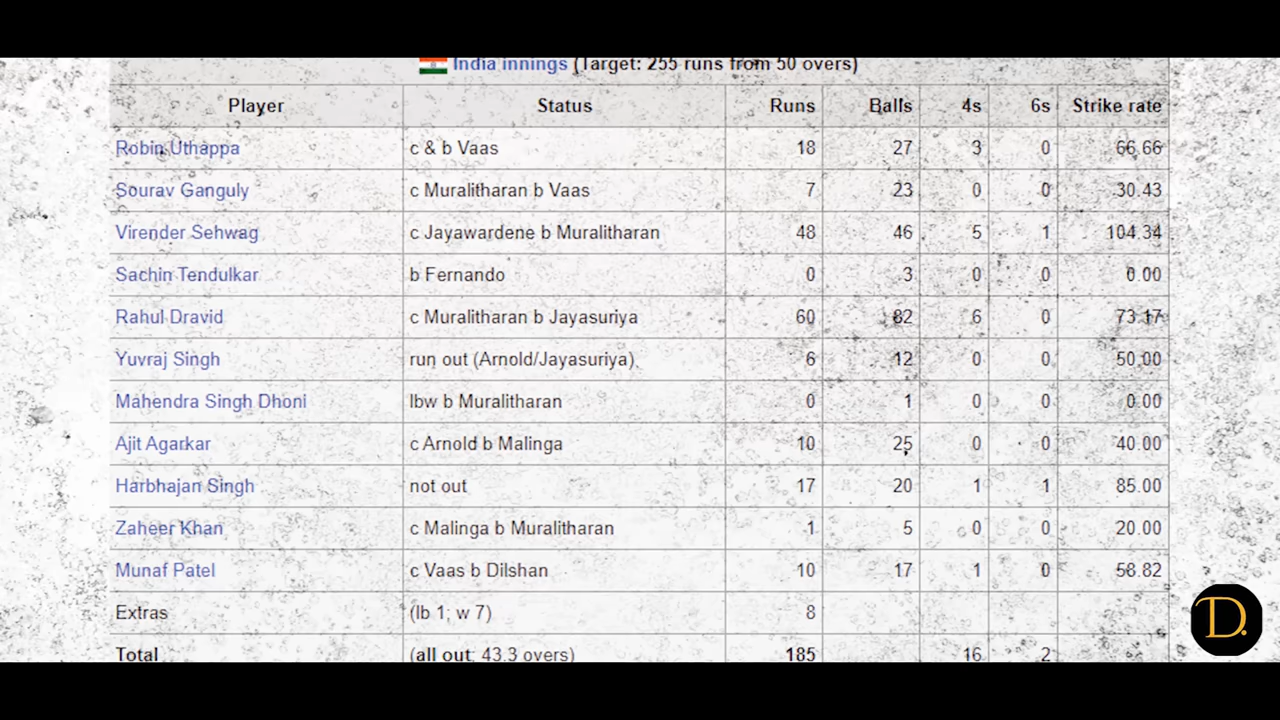 India innings (Target: 255 runs from 50 overs)
Player Status Runs Balls 4s 6s Strike rate
Robin Uthappa c & b Vaas 18 27 3 0 66.66
Sourav Ganguly c Muralitharan b Vaas 7 23 0 0 30.43
Virender Sehwag c Jayawardene b Muralitharan 48 46 5 1 104.34
Sachin Tendulkar b Fernando 0 3 0 0 0.00
Rahul Dravid c Muralitharan b Jayasuriya 60 82 6 0 73.17
Yuvraj Singh run out (Arnold/Jayasuriya). 6 12 0 0 50.00
Mahendra Singh Dhoni lbw b Muralitharan 0 1 0 0 0.00
Ajit Agarkar c Arnold b Malinga 10 25 0 0 40.00
Harbhajan Singh not out 17 20 1 1 85.00
Zaheer Khan c Malinga b Muralitharan 1 5 0 0 20.00
Munaf Patel c Vaas b Dilshan 10 17 1 0 58.82
Extras (lb 1; w 7) 8
Total (all out; 43.3 overs) 185 16 2
D.